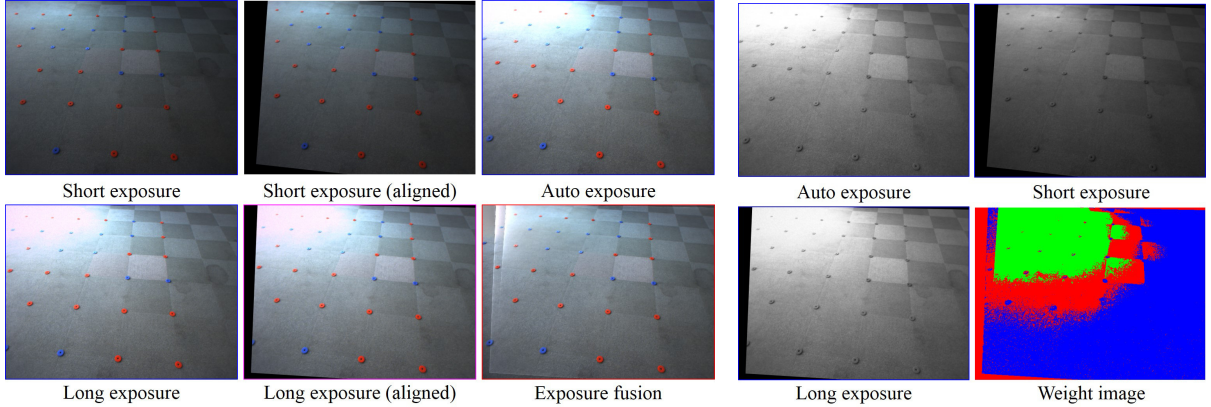 Short exposure
Short exposure (aligned)
Auto exposure
Auto exposure
Short exposure
Long exposure
Long exposure (aligned)
Exposure fusion
Long exposure
Weight image